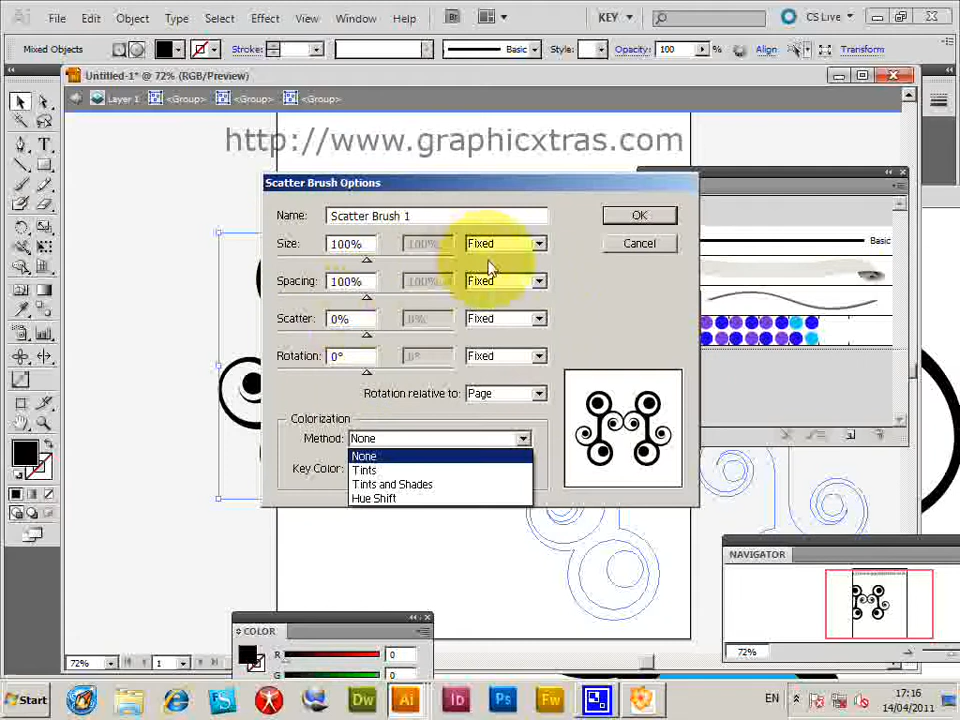 Ai File Edit Object Type Select Effect View Window Help Br KEY CS Live
Mixed Objects Stroke: Basic Style: Opacity: 100 Align Transform
Untitled-1* @ 72% (RGB/Preview)
Layer 1 <Group> <Group> <Group>
http://www.graphicxtras.com
Scatter Brush Options
Name: Scatter Brush 1 OK
Size: 100% 100% Fixed Cancel
Basic
Spacing: 100% 100% Fixed
Scatter: 0% 0% Fixed
Rotation: 0° 0° Fixed
Rotation relative to: Page
Colorization
Method: None
None
Key Color:
Tints
Tints and Shades
Hue Shift
NAVIGATOR
72%
COLOR
R 0
G 0
72% 1
Start Dw Ai Id Ps Fw EN 17:16
14/04/2011